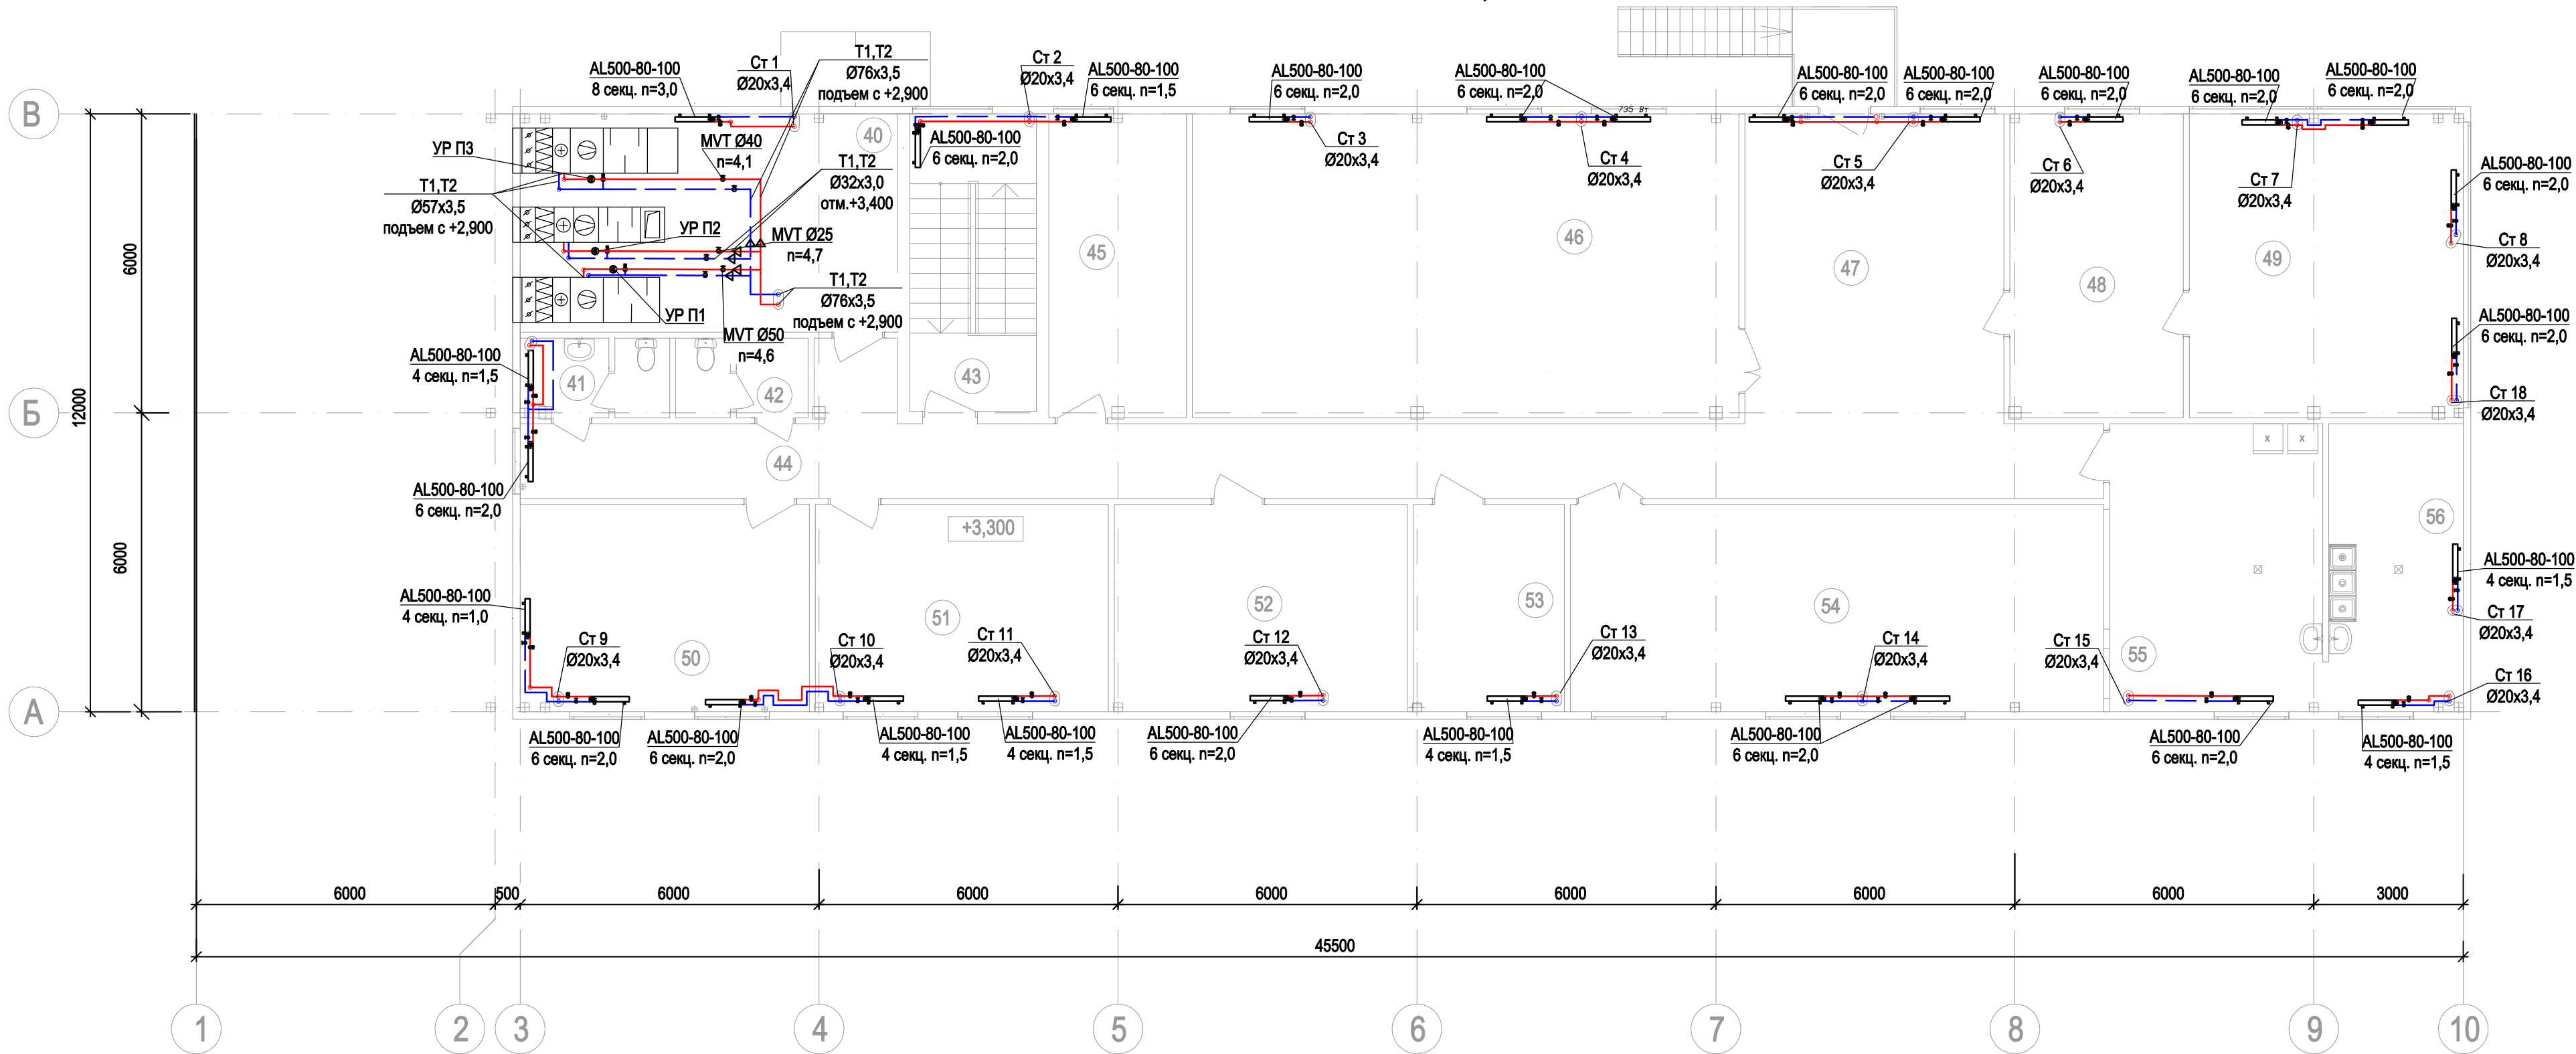 AL500-80-100
8 секц. n=3,0
Ст 1
Ø20x3,4
T1,T2
Ø76x3,5
подъем с +2,900
Ст 2
Ø20x3,4
AL500-80-100
6 секц. n=1,5
AL500-80-100
6 секц. n=2,0
AL500-80-100
6 секц. n=2,0
735 Вт
AL500-80-100
6 секц. n=2,0
AL500-80-100
6 секц. n=2,0
AL500-80-100
6 секц. n=2,0
AL500-80-100
6 секц. n=2,0
AL500-80-100
6 секц. n=2,0
В
УР П3
MVT Ø40
n=4,1
40
AL500-80-100
6 секц. n=2,0
Ст 3
Ø20x3,4
Ст 4
Ø20x3,4
Ст 5
Ø20x3,4
Ст 6
Ø20x3,4
Ст 7
Ø20x3,4
AL500-80-100
6 секц. n=2,0
T1,T2
Ø57x3,5
подъем с +2,900
T1,T2
Ø32x3,0
отм.+3,400
УР П2
MVT Ø25
n=4,7
45
46
47
48
49
Ст 8
Ø20x3,4
6000
T1,T2
Ø76x3,5
подъем с +2,900
УР П1
MVT Ø50
n=4,6
AL500-80-100
6 секц. n=2,0
AL500-80-100
4 секц. n=1,5
41
42
43
Ст 18
Ø20x3,4
Б
12000
44
x
x
AL500-80-100
6 секц. n=2,0
+3,300
56
6000
AL500-80-100
4 секц. n=1,0
AL500-80-100
4 секц. n=1,5
51
52
53
54
Ст 9
Ø20x3,4
50
Ст 10
Ø20x3,4
Ст 11
Ø20x3,4
Ст 12
Ø20x3,4
Ст 13
Ø20x3,4
Ст 14
Ø20x3,4
Ст 15
Ø20x3,4
55
Ст 17
Ø20x3,4
Ст 16
Ø20x3,4
А
AL500-80-100
6 секц. n=2,0
AL500-80-100
6 секц. n=2,0
AL500-80-100
4 секц. n=1,5
AL500-80-100
4 секц. n=1,5
AL500-80-100
6 секц. n=2,0
AL500-80-100
4 секц. n=1,5
AL500-80-100
6 секц. n=2,0
AL500-80-100
6 секц. n=2,0
AL500-80-100
4 секц. n=1,5
6000
500
6000
6000
6000
6000
6000
6000
3000
45500
1
2
3
4
5
6
7
8
9
10